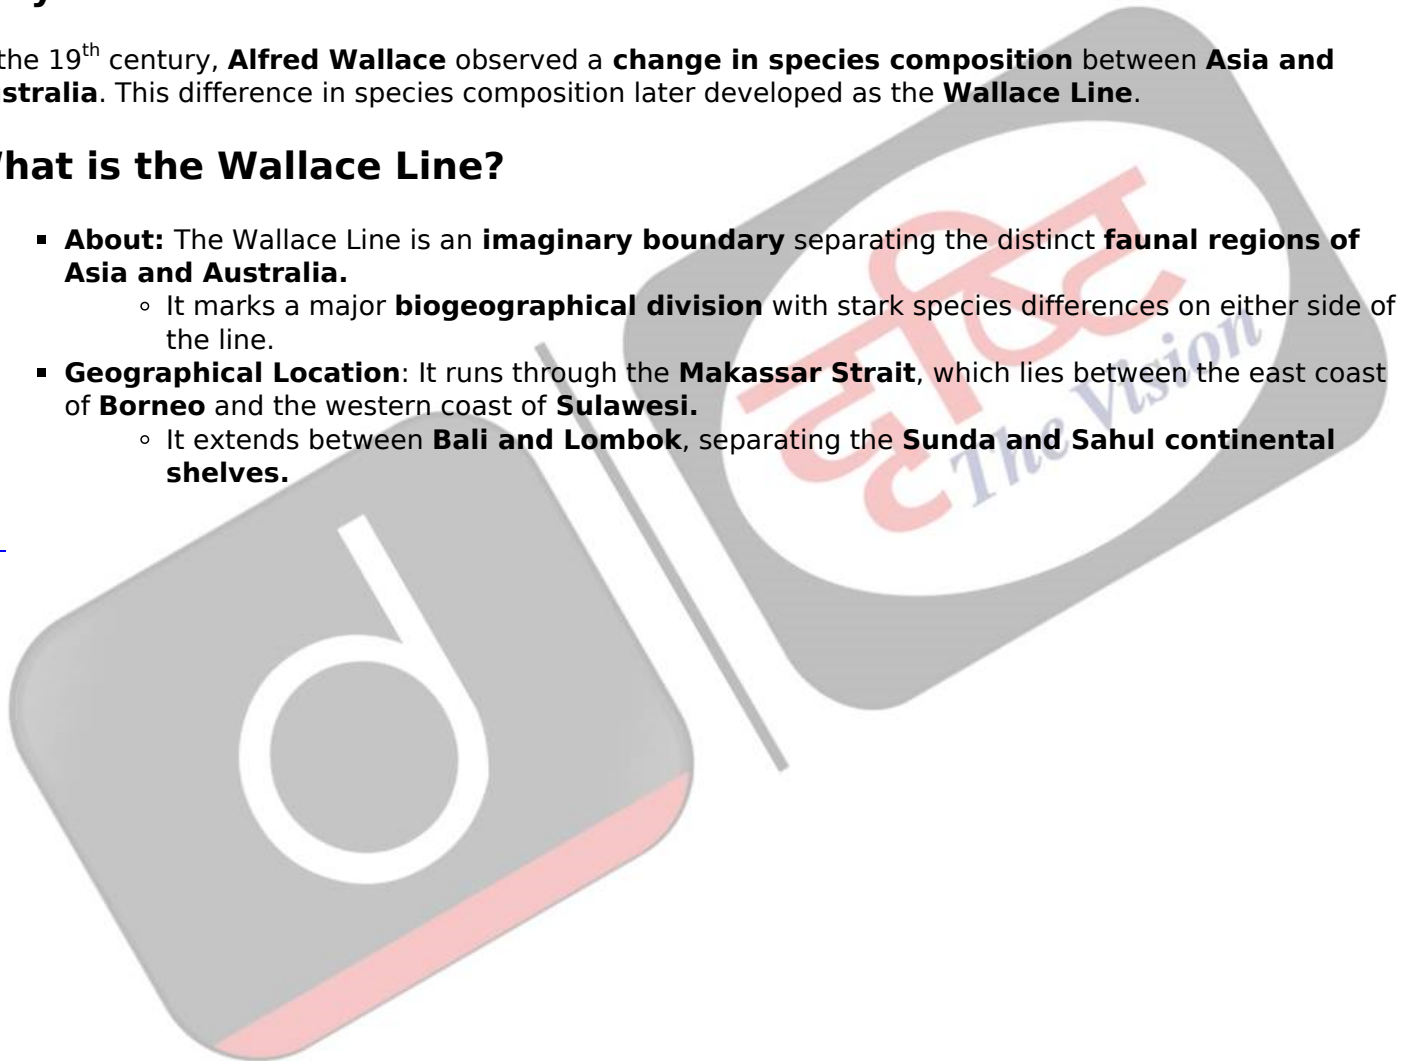 the 19th century, Alfred Wallace observed a change in species composition between Asia and
stralia. This difference in species composition later developed as the Wallace Line.
hat is the Wallace Line?
▪ About: The Wallace Line is an imaginary boundary separating the distinct faunal regions of
Asia and Australia.
◦ It marks a major biogeographical division with stark species differences on either side of
the line.
▪ Geographical Location: It runs through the Makassar Strait, which lies between the east coast
of Borneo and the western coast of Sulawesi.
◦ It extends between Bali and Lombok, separating the Sunda and Sahul continental
shelves.
दृष्टि
The Vision
d